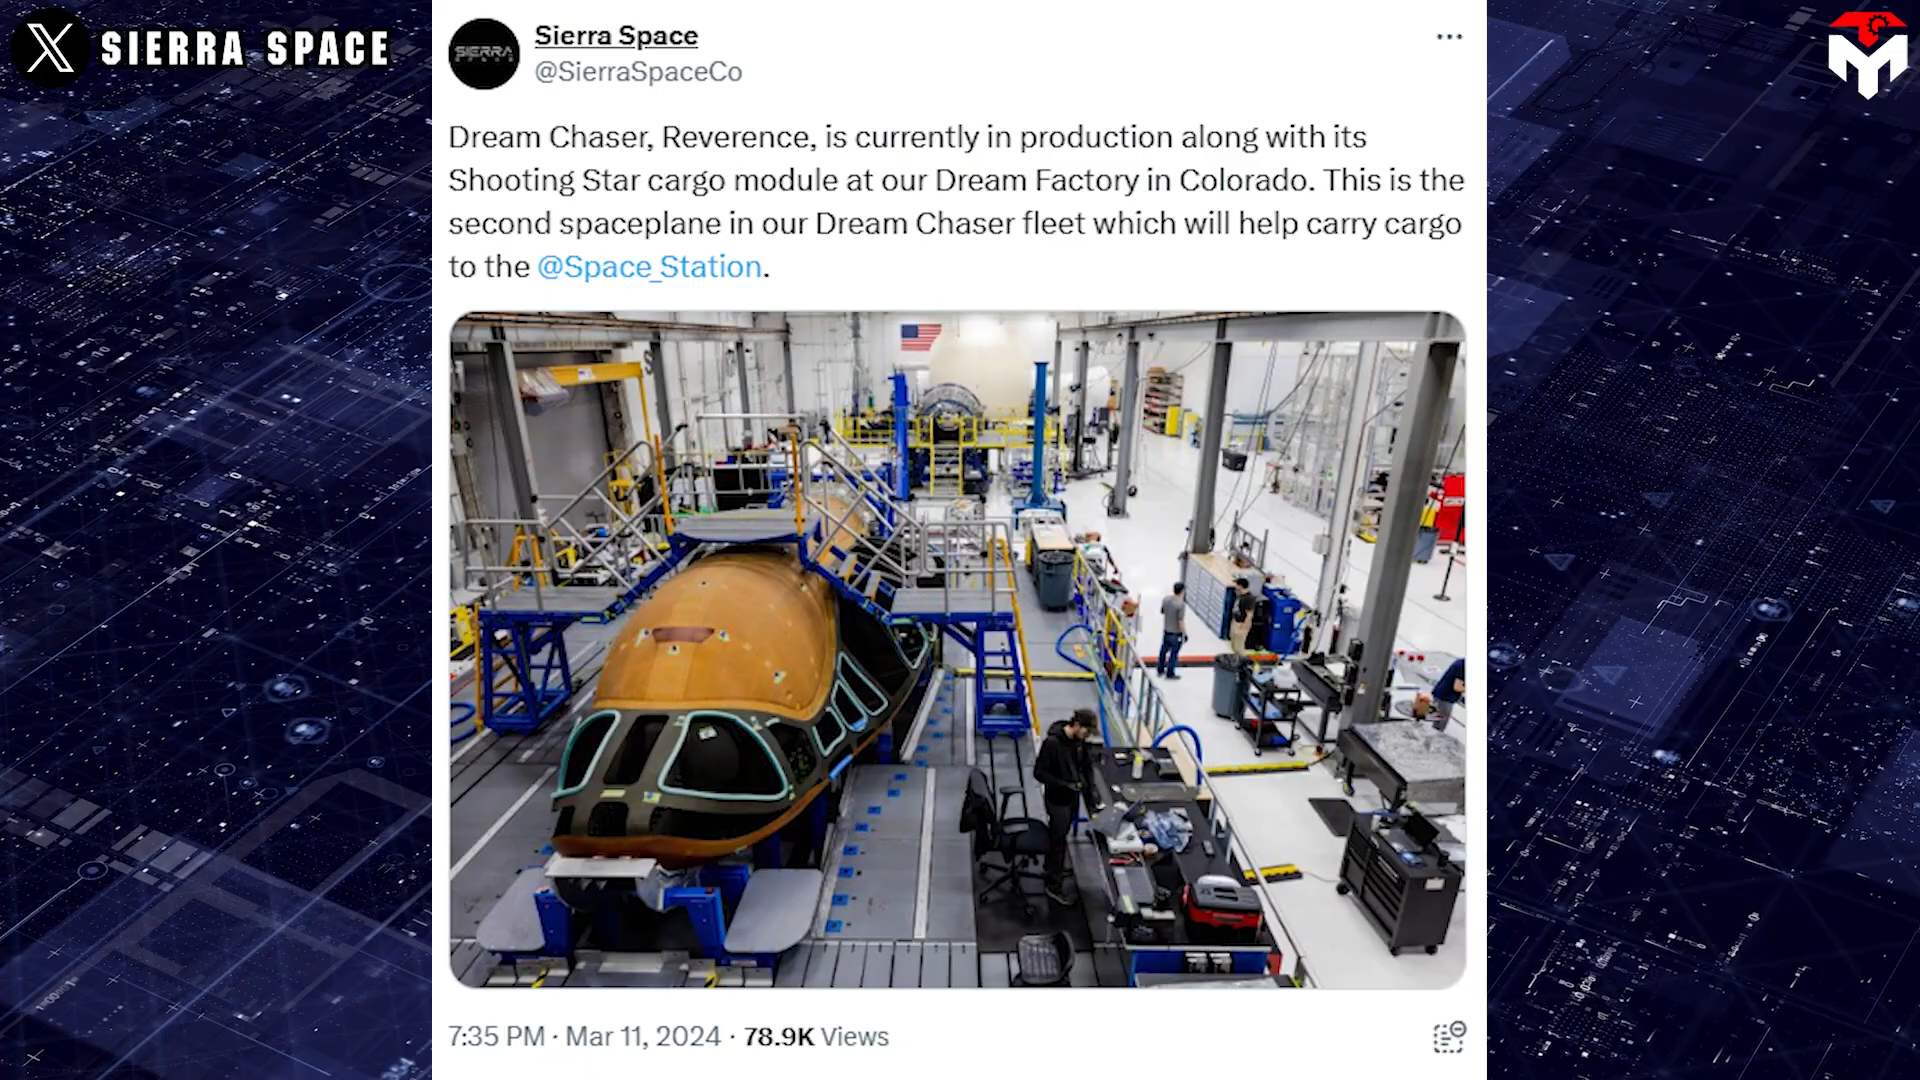 SIERRA SPACE
Sierra Space
@SierraSpaceCo
Dream Chaser, Reverence, is currently in production along with its
Shooting Star cargo module at our Dream Factory in Colorado. This is the
second spaceplane in our Dream Chaser fleet which will help carry cargo
to the @Space_Station.
7:35 PM · Mar 11, 2024 · 78.9K Views